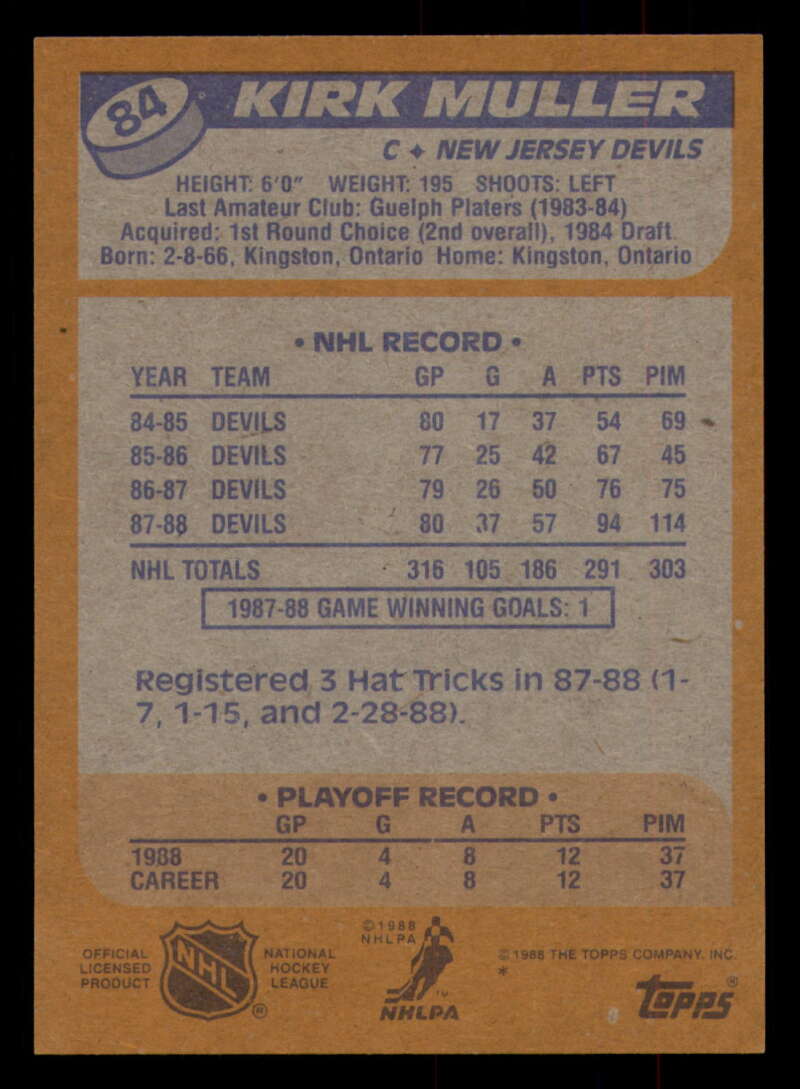 84
KIRK MULLER
C ✦ NEW JERSEY DEVILS
HEIGHT: 6'0" WEIGHT: 195 SHOOTS: LEFT
Last Amateur Club: Guelph Platers (1983-84)
Acquired: 1st Round Choice (2nd overall), 1984 Draft
Born: 2-8-66, Kingston, Ontario Home: Kingston, Ontario
• NHL RECORD •
YEAR TEAM GP G A PTS PIM
84-85 DEVILS 80 17 37 54 69
85-86 DEVILS 77 25 42 67 45
86-87 DEVILS 79 26 50 76 75
87-88 DEVILS 80 37 57 94 114
NHL TOTALS 316 105 186 291 303
1987-88 GAME WINNING GOALS: 1
Registered 3 Hat Tricks in 87-88 (1-
7, 1-15, and 2-28-88).
• PLAYOFF RECORD •
GP G A PTS PIM
1988 20 4 8 12 37
CAREER 20 4 8 12 37
OFFICIAL
LICENSED
PRODUCT
NHL
®
NATIONAL
HOCKEY
LEAGUE
©1988
NHLPA
™
NHLPA
© 1988 THE TOPPS COMPANY, INC.
*
topps®